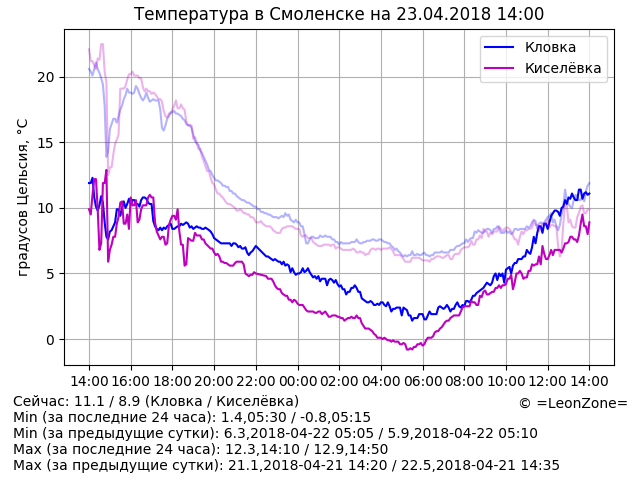 Температура в Смоленске на 23.04.2018 14:00
Кловка
Киселёвка
градусов Цельсия, °C
20
15
10
5
0
14:00 16:00 18:00 20:00 22:00 00:00 02:00 04:00 06:00 08:00 10:00 12:00 14:00
Сейчас: 11.1 / 8.9 (Кловка / Киселёвка)
© =LeonZone=
Min (за последние 24 часа): 1.4,05:30 / -0.8,05:15
Min (за предыдущие сутки): 6.3,2018-04-22 05:05 / 5.9,2018-04-22 05:10
Max (за последние 24 часа): 12.3,14:10 / 12.9,14:50
Max (за предыдущие сутки): 21.1,2018-04-21 14:20 / 22.5,2018-04-21 14:35